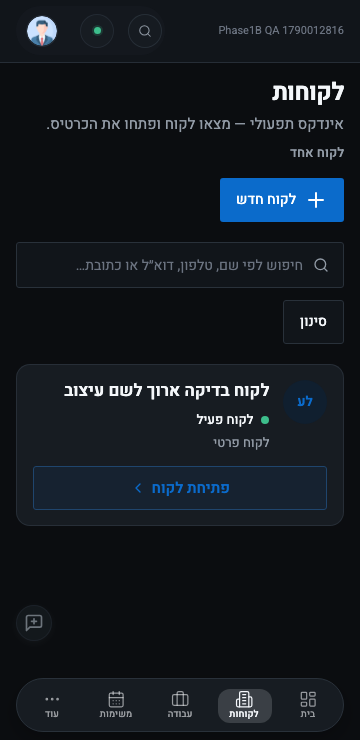 Phase1B QA 1790012816
לקוחות
אינדקס תפעולי — מצאו לקוח ופתחו את הכרטיס.
לקוח אחד
לקוח חדש
חיפוש לפי שם, טלפון, דוא״ל או כתובת...
סינון
לע
לקוח בדיקה ארוך לשם עיצוב
לקוח פעיל
לקוח פרטי
פתיחת לקוח
בית
לקוחות
עבודה
משימות
עוד